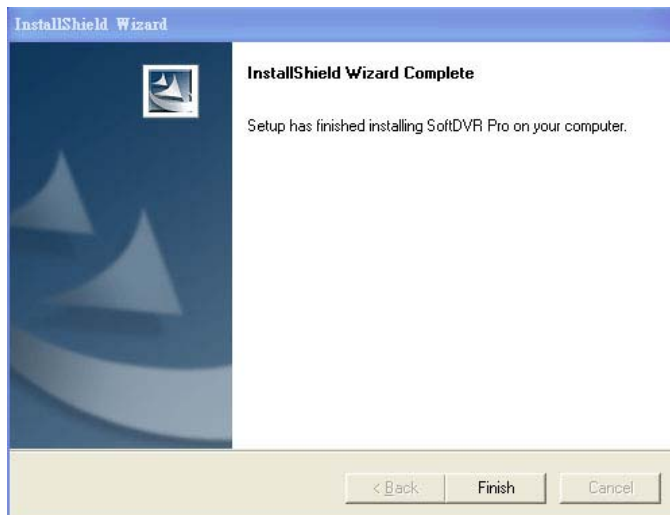 InstallShield Wizard
InstallShield Wizard Complete
Setup has finished installing SoftDVR Pro on your computer.
< Back
Finish
Cancel